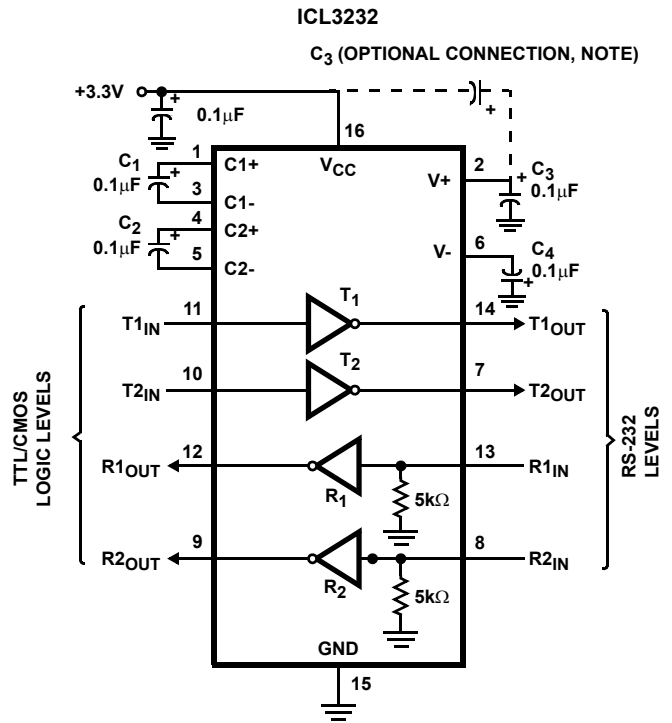 ICL3232
C3 (OPTIONAL CONNECTION, NOTE)
+3.3V
+
0.1μF
+
16
1
C1+
VCC
2
V+
C1
0.1μF
+
3
C1-
+
C3
0.1μF
4
C2+
C2
0.1μF
+
5
C2-
6
V-
C4
0.1μF
+
T1
11
14
T1IN
T1OUT
T2
10
7
T2IN
T2OUT
12
13
R1OUT
R1IN
R1
5kΩ
9
8
R2OUT
R2IN
R2
5kΩ
TTL/CMOS
LOGIC LEVELS
RS-232
LEVELS
GND
15